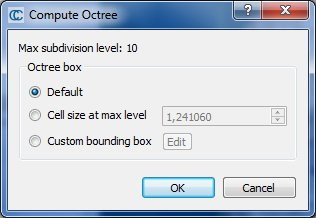 Compute Octree
Max subdivision level: 10
Octree box
Default
Cell size at max level 1,241060
Custom bounding box Edit
OK Cancel